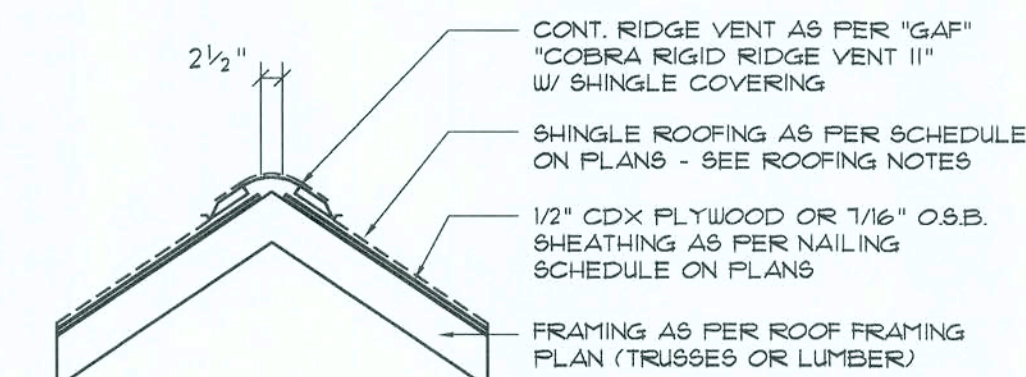 2½"
CONT. RIDGE VENT AS PER "GAF"
"COBRA RIGID RIDGE VENT II"
W/ SHINGLE COVERING
SHINGLE ROOFING AS PER SCHEDULE
ON PLANS - SEE ROOFING NOTES
1/2" CDX PLYWOOD OR 7/16" O.S.B.
SHEATHING AS PER NAILING
SCHEDULE ON PLANS
FRAMING AS PER ROOF FRAMING
PLAN (TRUSSES OR LUMBER)